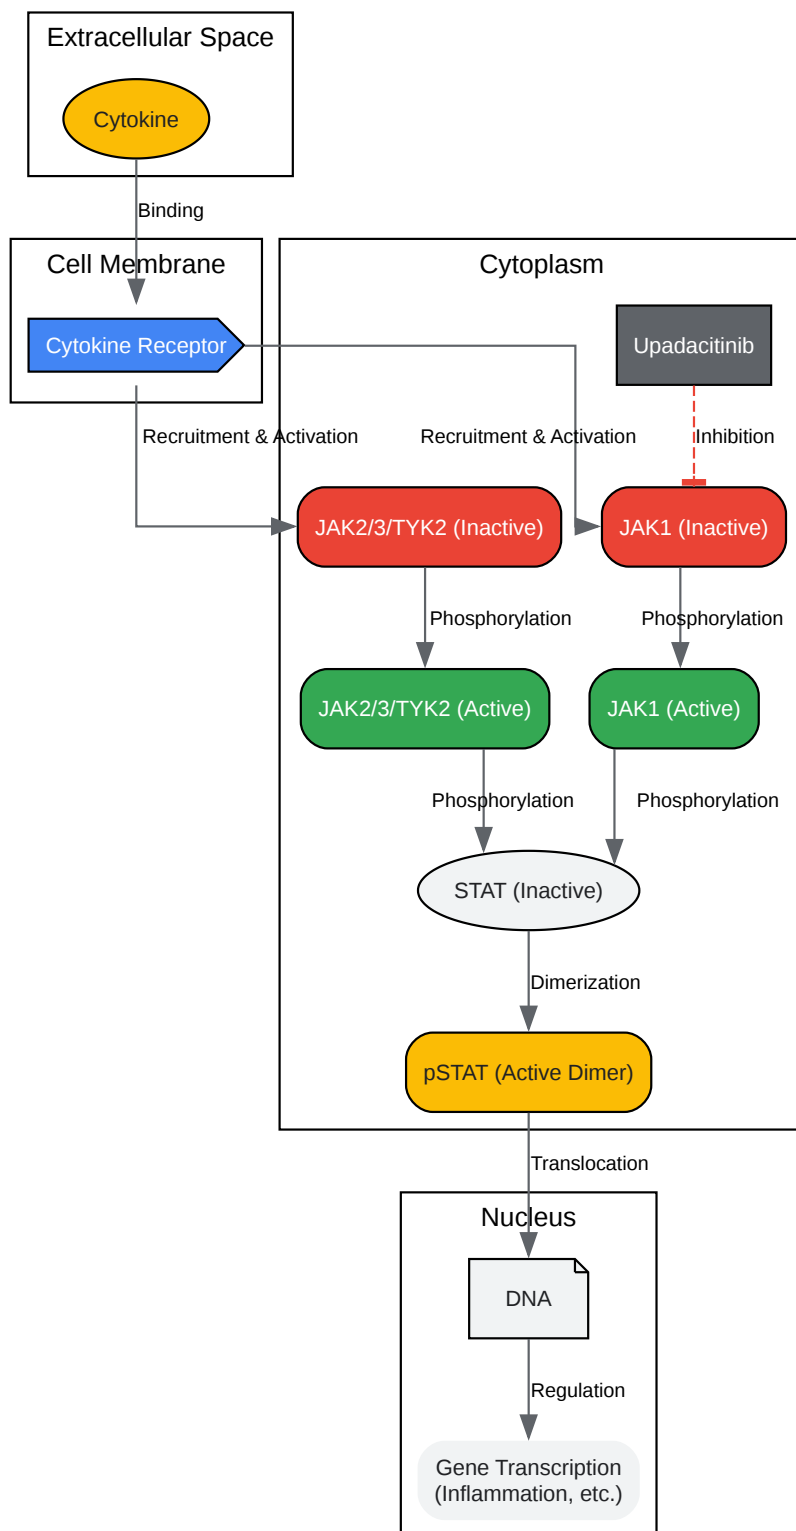 Extracellular Space
Cytokine
Binding
Cell Membrane
Cytoplasm
Cytokine Receptor
Upadacitinib
Recruitment & Activation
Recruitment & Activation
Inhibition
JAK2/3/TYK2 (Inactive)
JAK1 (Inactive)
Phosphorylation
Phosphorylation
JAK2/3/TYK2 (Active)
JAK1 (Active)
Phosphorylation
Phosphorylation
STAT (Inactive)
Dimerization
pSTAT (Active Dimer)
Translocation
Nucleus
DNA
Regulation
Gene Transcription
(Inflammation, etc.)